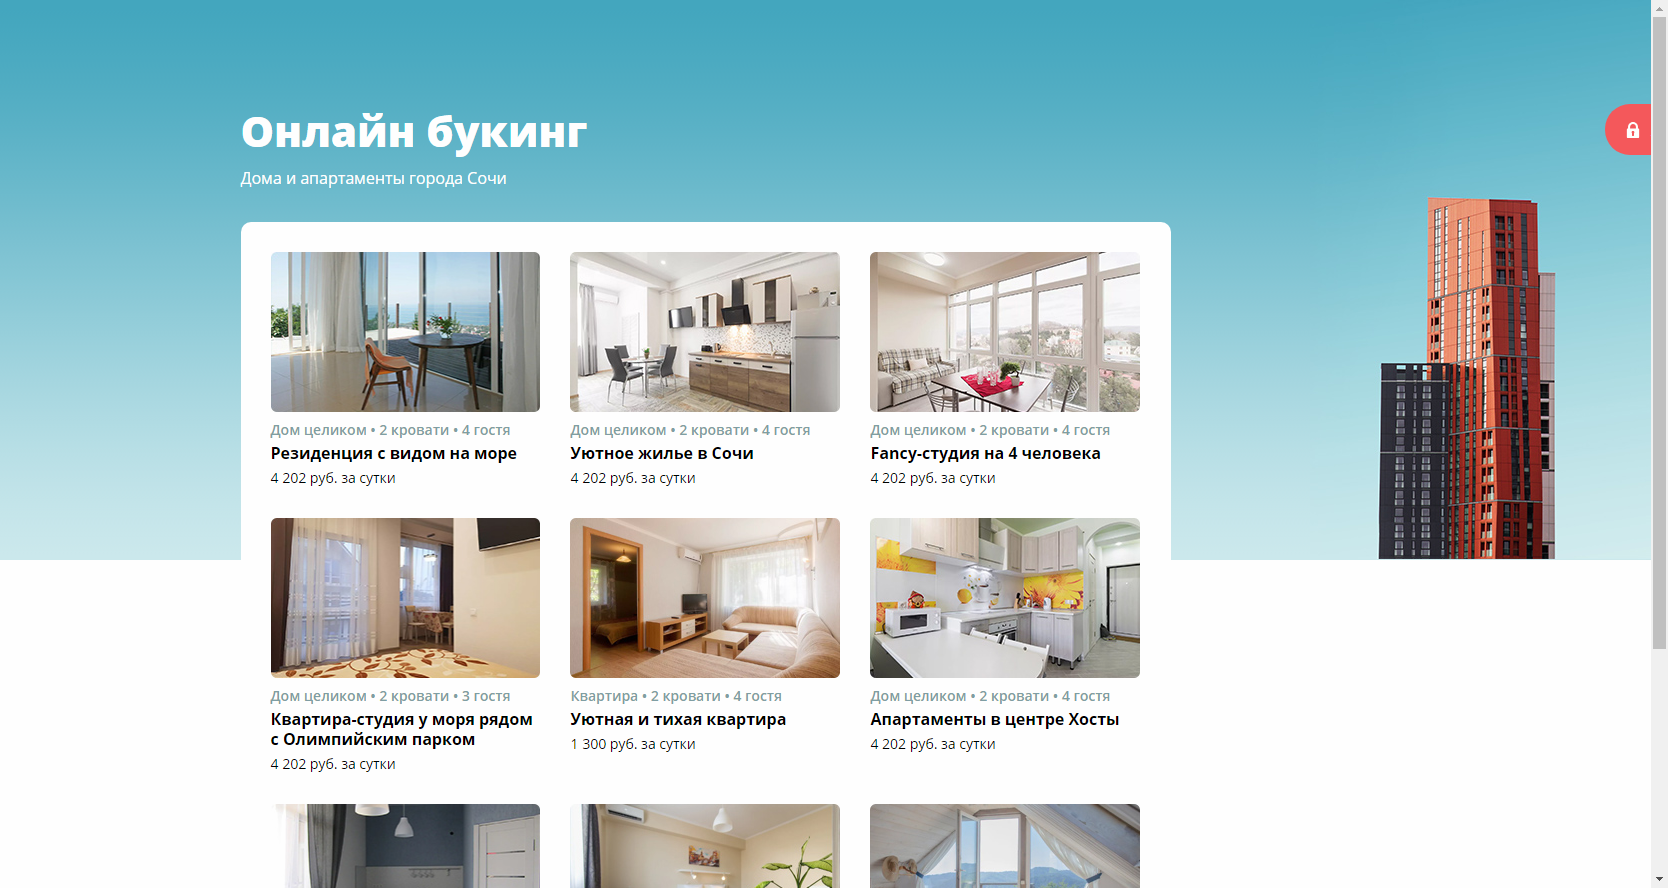 Онлайн букинг
Дома и апартаменты города Сочи
Дом целиком • 2 кровати • 4 гостя
Резиденция с видом на море
4 202 руб. за сутки
Дом целиком • 2 кровати • 4 гостя
Уютное жилье в Сочи
4 202 руб. за сутки
Дом целиком • 2 кровати • 4 гостя
Fancy-студия на 4 человека
4 202 руб. за сутки
Дом целиком • 2 кровати • 3 гостя
Квартира-студия у моря рядом
с Олимпийским парком
4 202 руб. за сутки
Квартира • 2 кровати • 4 гостя
Уютная и тихая квартира
1 300 руб. за сутки
Дом целиком • 2 кровати • 4 гостя
Апартаменты в центре Хосты
4 202 руб. за сутки